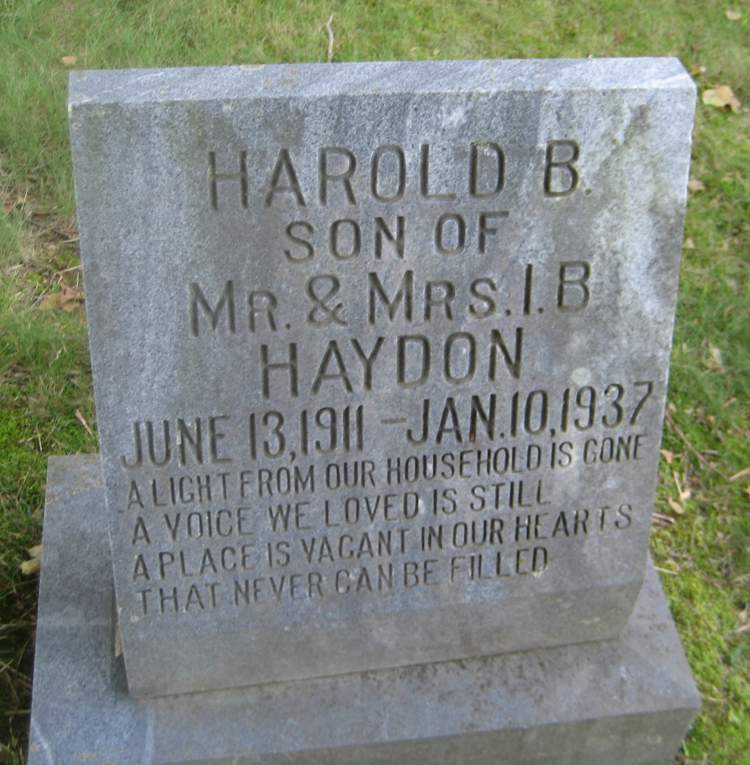 HAROLD B.
SON OF
MR. & MRS. I. B
HAYDON
JUNE 13, 1911 - JAN. 10, 1937
A LIGHT FROM OUR HOUSEHOLD IS GONE
A VOICE WE LOVED IS STILL
A PLACE IS VACANT IN OUR HEARTS
THAT NEVER CAN BE FILLED